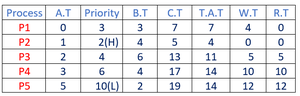 Process A.T Priority B.T C.T T.A.T W.T R.T
P1 0 3 3 7 7 4 0
P2 1 2(H) 4 5 4 0 0
P3 2 4 6 13 11 5 5
P4 3 6 4 17 14 10 10
P5 5 10(L) 2 19 14 12 12